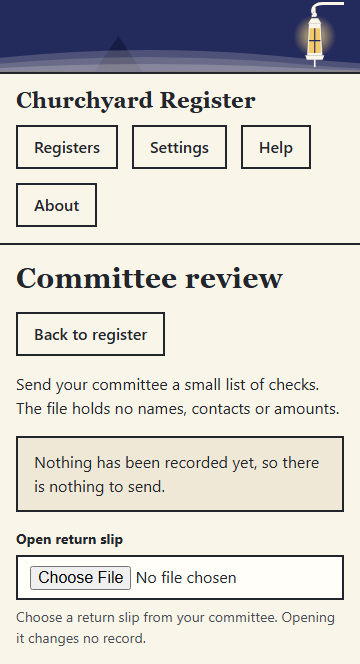 Churchyard Register
Registers
Settings
Help
About
Committee review
Back to register
Send your committee a small list of checks.
The file holds no names, contacts or amounts.
Nothing has been recorded yet, so there
is nothing to send.
Open return slip
Choose File No file chosen
Choose a return slip from your committee. Opening
it changes no record.